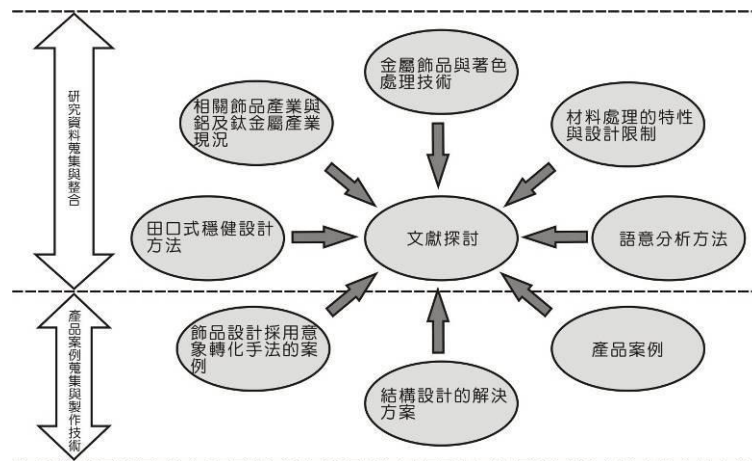 金屬飾品與著色
處理技術
相關飾品產業與
鋁及鈦金屬產業
現況
材料處理的特性
與設計限制
研究資料蒐集與整合
田口式穩健設計
方法
文獻探討
語意分析方法
飾品設計採用意
象轉化手法的案
例
產品案例
結構設計的解決
方案
產品案例蒐集與製作技術